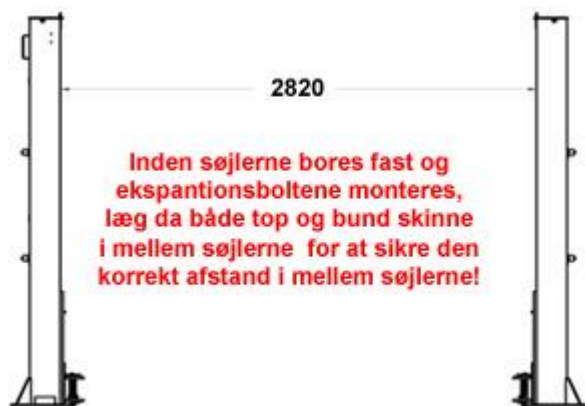 2820
Inden søjlerne bores fast og
ekspantionsboltene monteres,
læg da både top og bund skinne
i mellem søjlerne for at sikre den
korrekt afstand i mellem søjlerne!